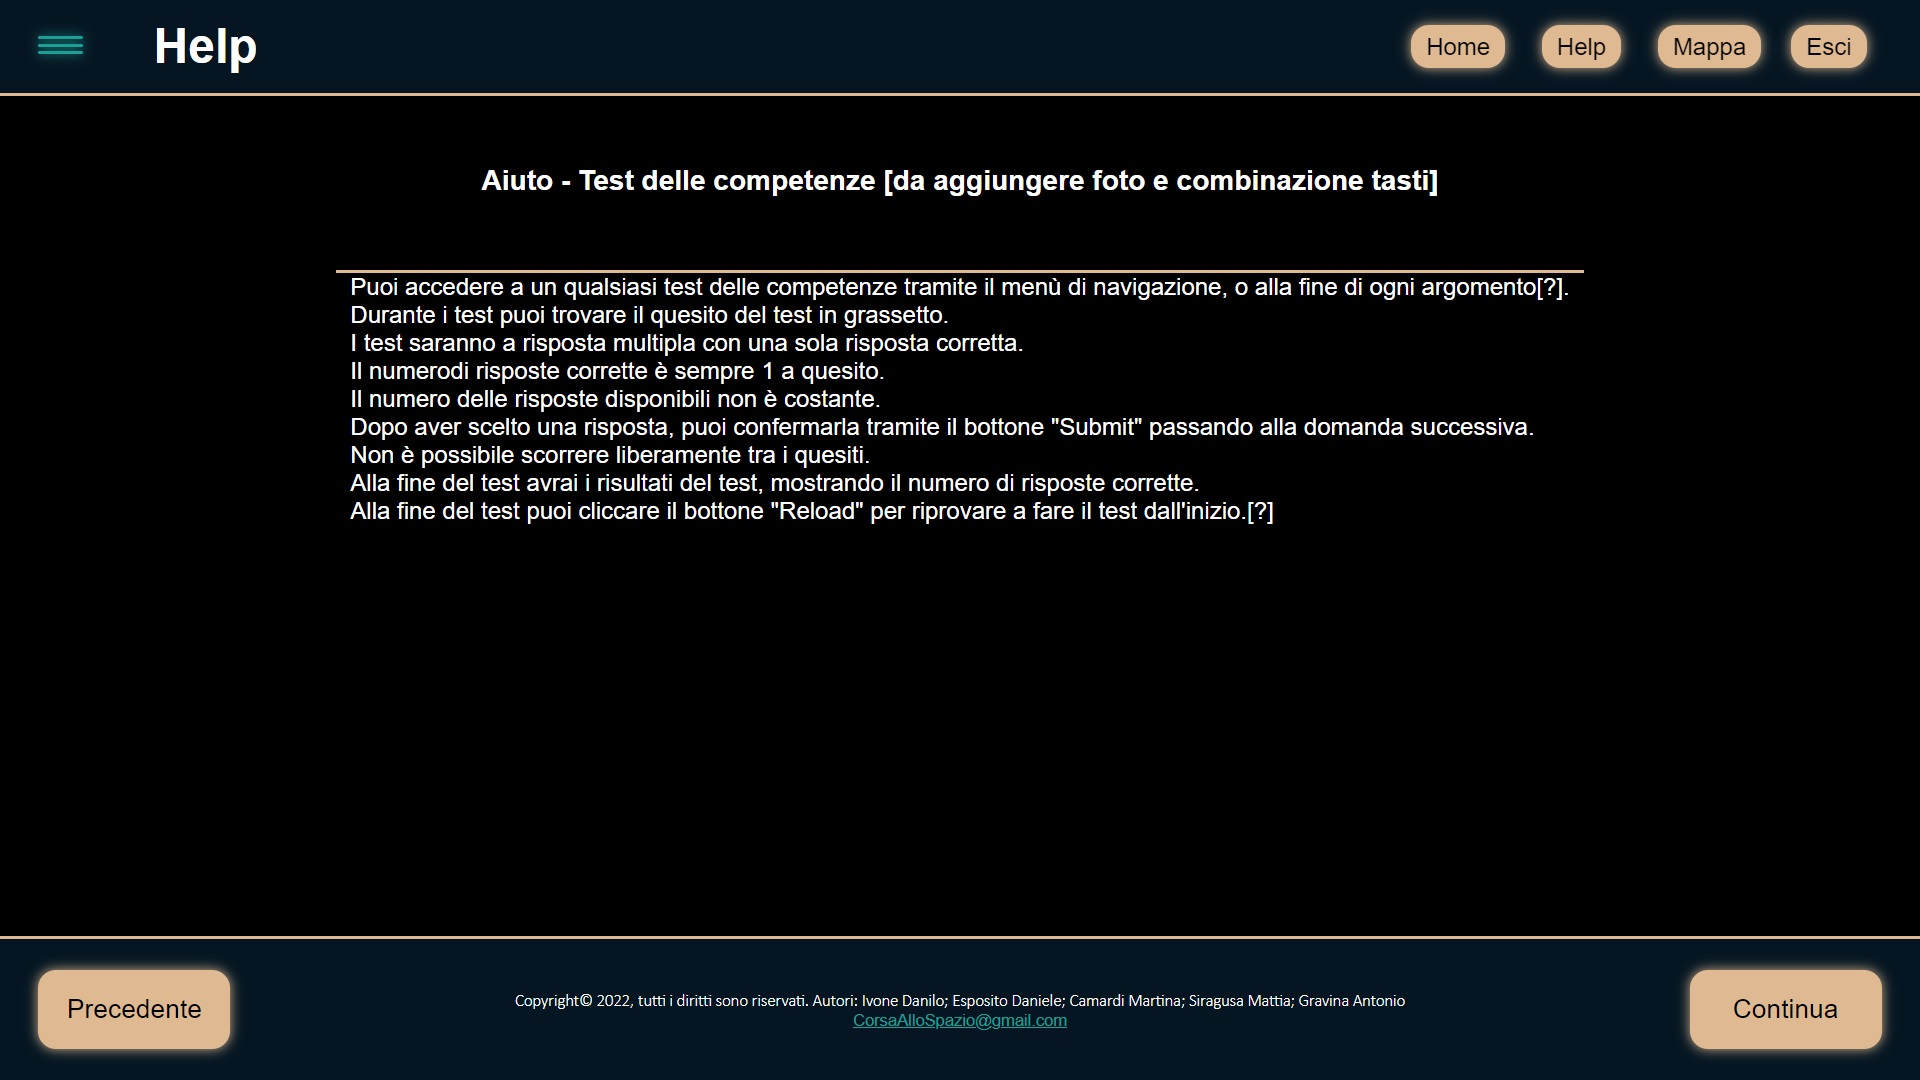 Help
Home
Help
Mappa
Esci
Aiuto - Test delle competenze [da aggiungere foto e combinazione tasti]
Puoi accedere a un qualsiasi test delle competenze tramite il menù di navigazione, o alla fine di ogni argomento[?].
Durante i test puoi trovare il quesito del test in grassetto.
I test saranno a risposta multipla con una sola risposta corretta.
Il numerodi risposte corrette è sempre 1 a quesito.
Il numero delle risposte disponibili non è costante.
Dopo aver scelto una risposta, puoi confermarla tramite il bottone "Submit" passando alla domanda successiva.
Non è possibile scorrere liberamente tra i quesiti.
Alla fine del test avrai i risultati del test, mostrando il numero di risposte corrette.
Alla fine del test puoi cliccare il bottone "Reload" per riprovare a fare il test dall'inizio.[?]
Precedente
Copyright© 2022, tutti i diritti sono riservati. Autori: Ivone Danilo; Esposito Daniele; Camardi Martina; Siragusa Mattia; Gravina Antonio
CorsaAlloSpazio@gmail.com
Continua